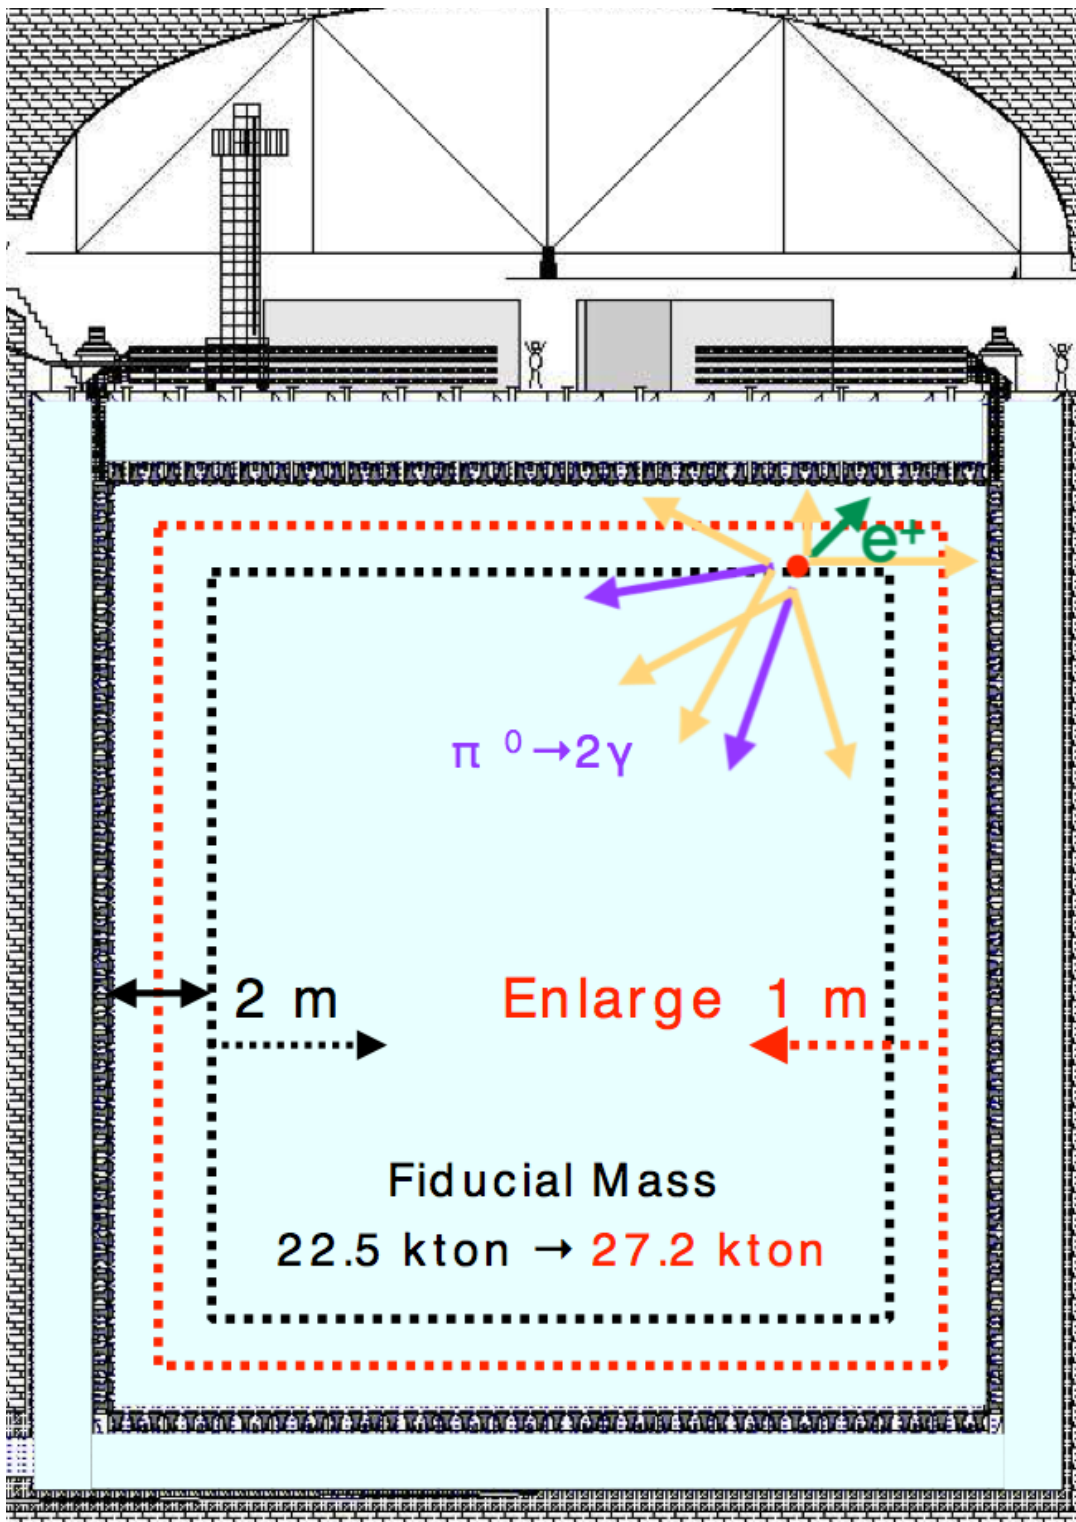 e⁺
π ⁰→2γ
2 m
Enlarge 1 m
Fiducial Mass
22.5 kton → 27.2 kton